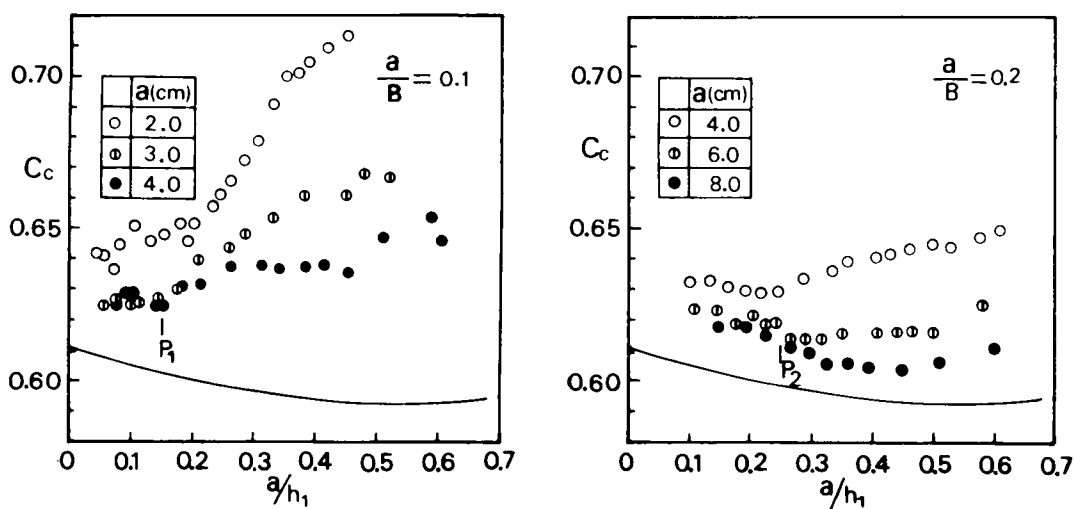 0.70
0.65
0.60
Cc
a/B = 0.1
a(cm)
○ 2.0
⦶ 3.0
● 4.0
P1
0 0.1 0.2 0.3 0.4 0.5 0.6 0.7
a/h1
0.70
0.65
0.60
Cc
a/B = 0.2
a(cm)
○ 4.0
⦶ 6.0
● 8.0
P2
0 0.1 0.2 0.3 0.4 0.5 0.6 0.7
a/h1